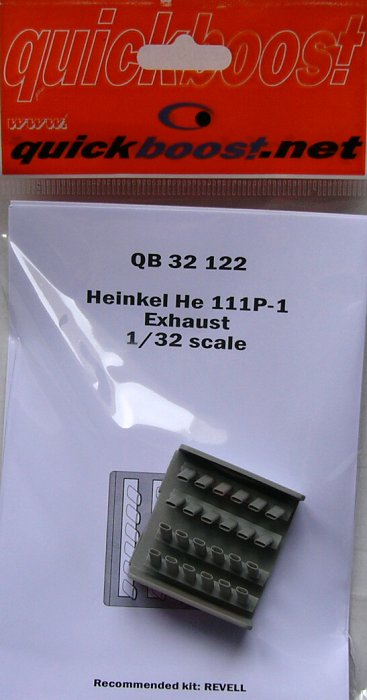 quickboost
www.
quickboost.net
QB 32 122
Heinkel He 111P-1
Exhaust
1/32 scale
Recommended kit: REVELL